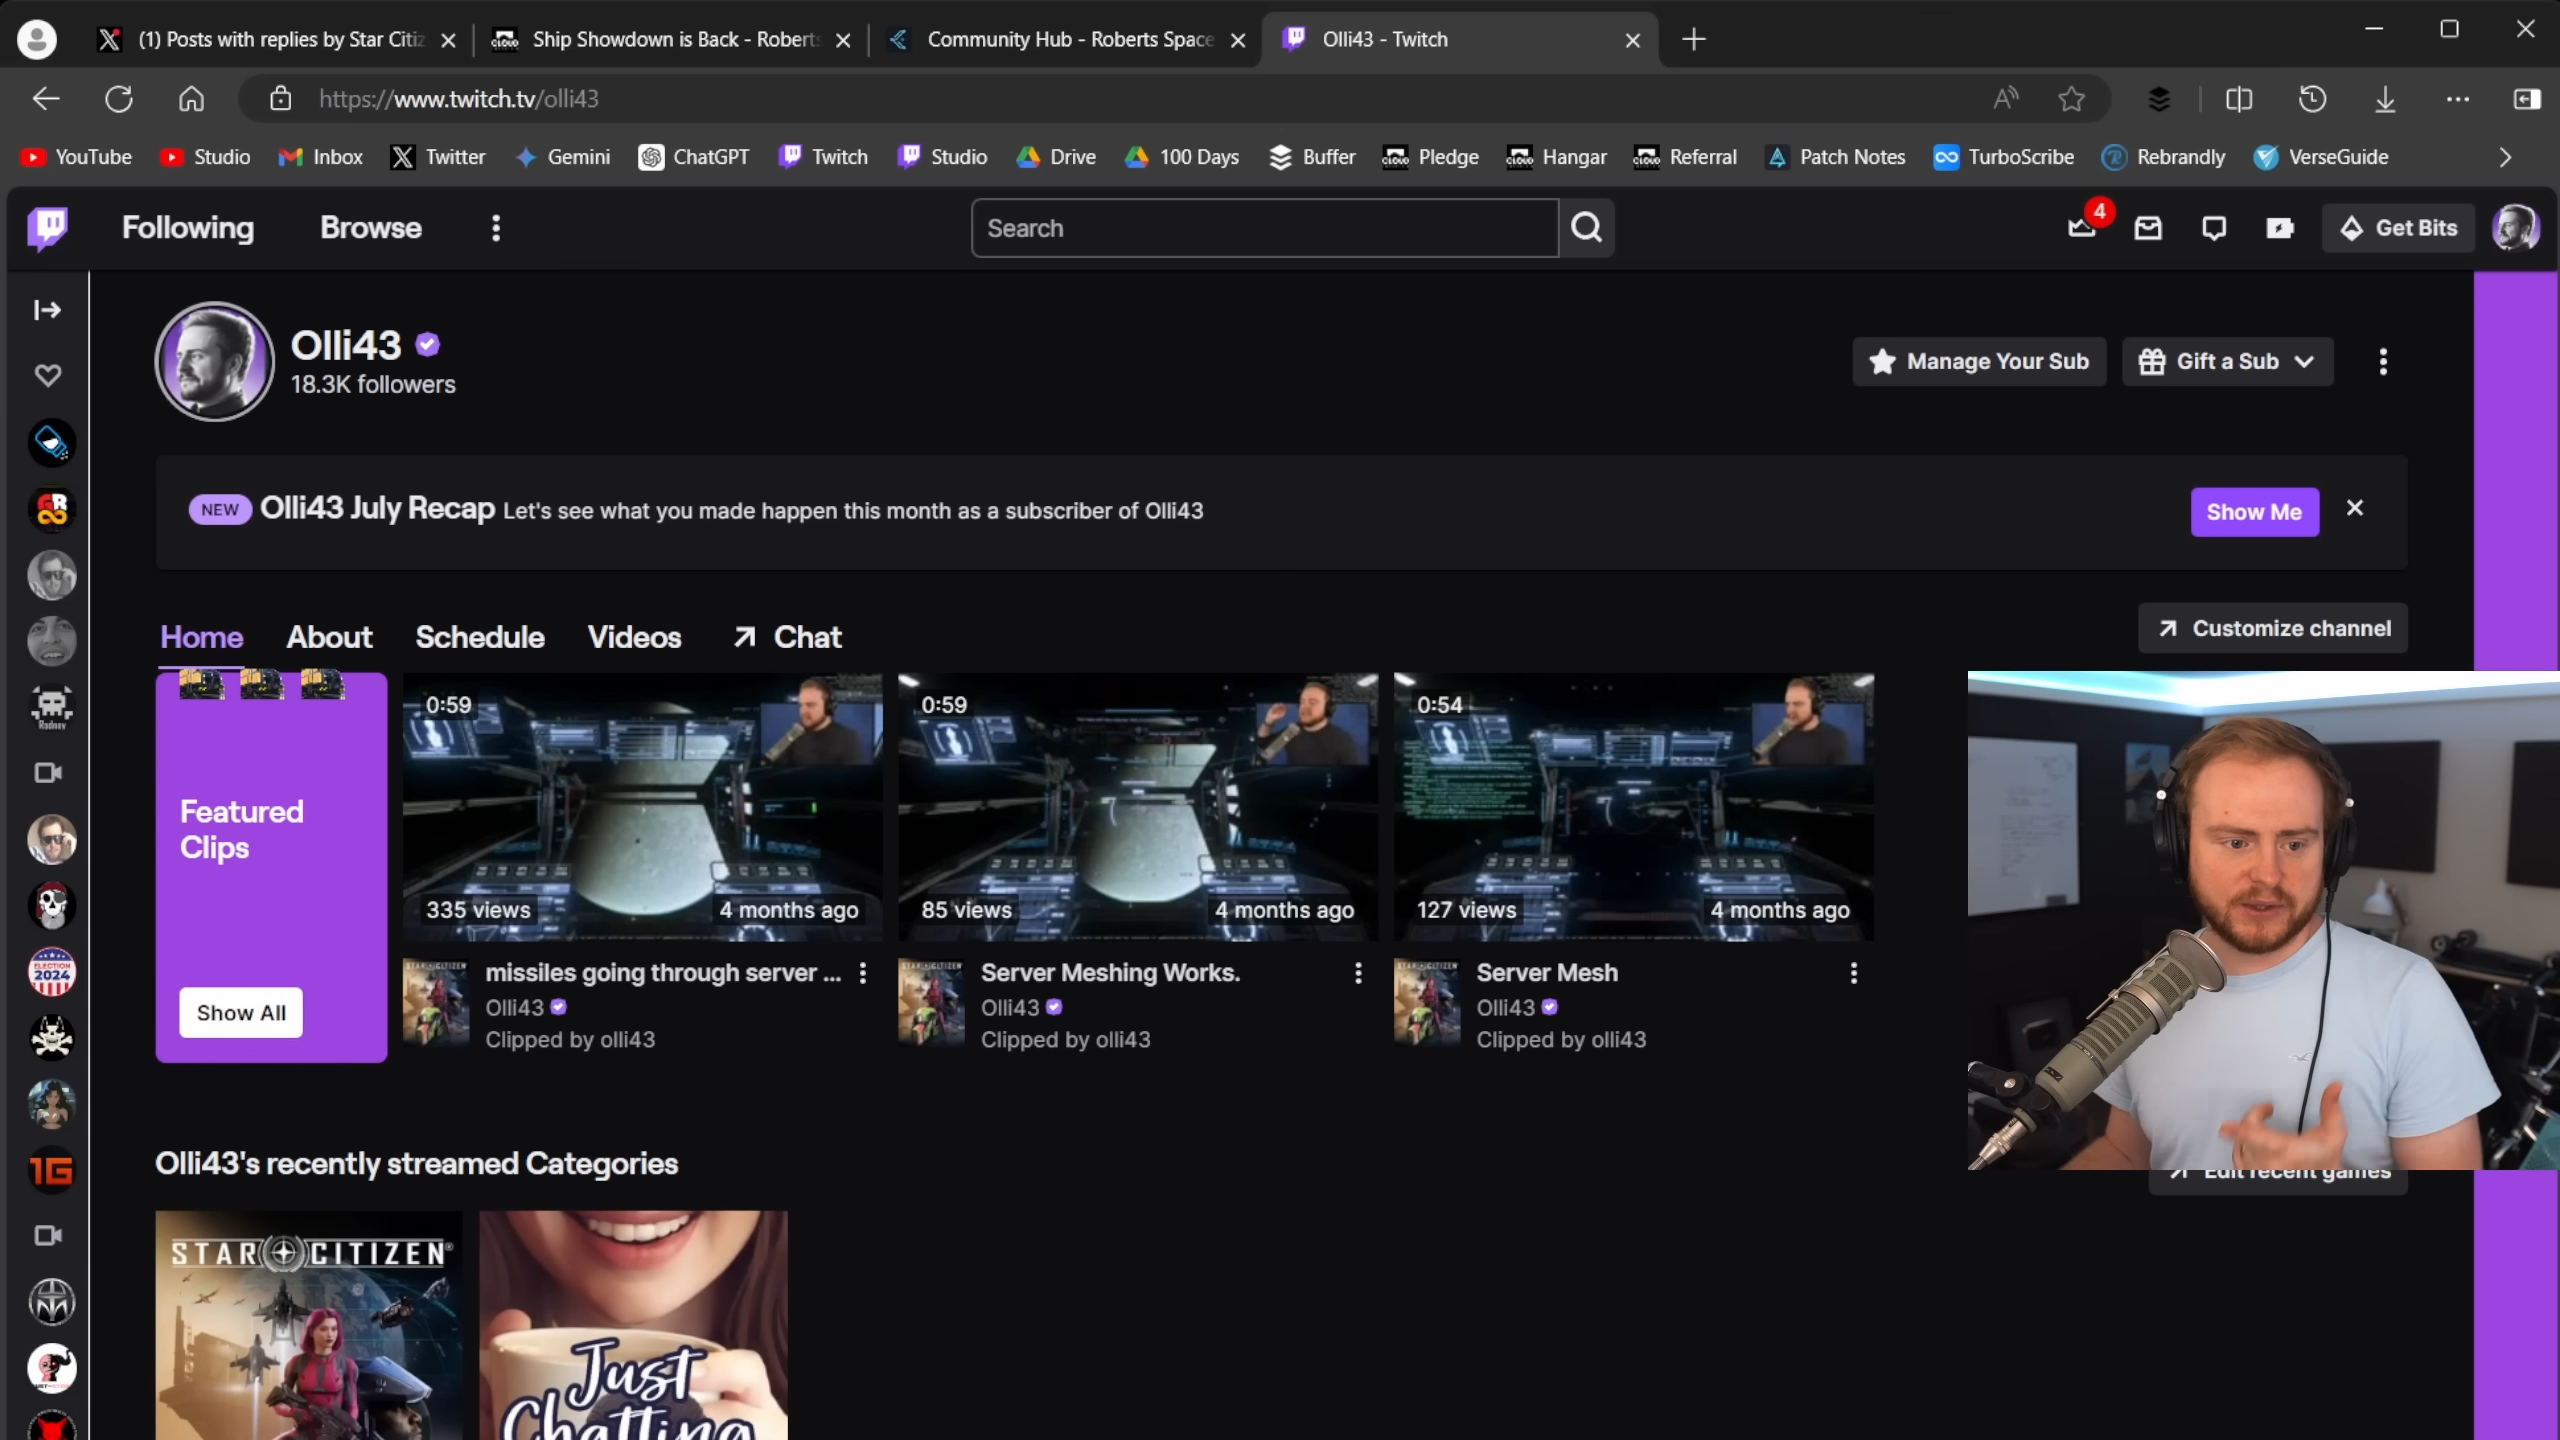 (1) Posts with replies by Star Citiz
Ship Showdown is Back - Robert
Community Hub - Roberts Space
Olli43 - Twitch
https://www.twitch.tv/olli43
YouTube
Studio
Inbox
Twitter
Gemini
ChatGPT
Twitch
Studio
Drive
100 Days
Buffer
Pledge
Hangar
Referral
Patch Notes
TurboScribe
Rebrandly
VerseGuide
Following
Browse
Search
4
Get Bits
Olli43
18.3K followers
Manage Your Sub
Gift a Sub
NEW Olli43 July Recap Let's see what you made happen this month as a subscriber of Olli43
Show Me
Home
About
Schedule
Videos
Chat
Customize channel
Featured
Clips
Show All
0:59
335 views
4 months ago
missiles going through server ...
Olli43
Clipped by olli43
0:59
85 views
4 months ago
Server Meshing Works.
Olli43
Clipped by olli43
0:54
127 views
4 months ago
Server Mesh
Olli43
Clipped by olli43
Rodney
ELECTION
2024
1G
Olli43's recently streamed Categories
Edit recent games
STAR CITIZEN
Just
Chatting